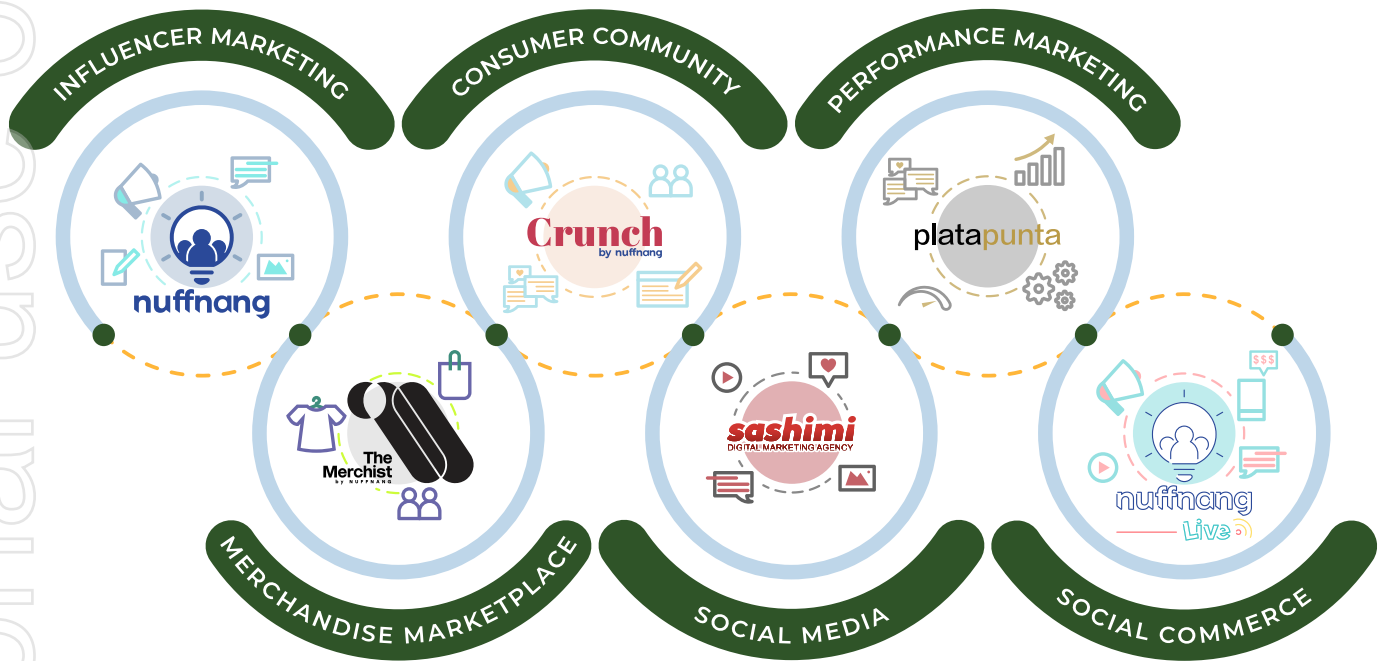 INFLUENCER MARKETING
CONSUMER COMMUNITY
PERFORMANCE MARKETING
nuffnang
Crunch
by nuffnang
platapunta
The
Merchist
by NUFFNANG
sashimi
DIGITAL MARKETING AGENCY
$$$
nuffnang
Live
MERCHANDISE MARKETPLACE
SOCIAL MEDIA
SOCIAL COMMERCE